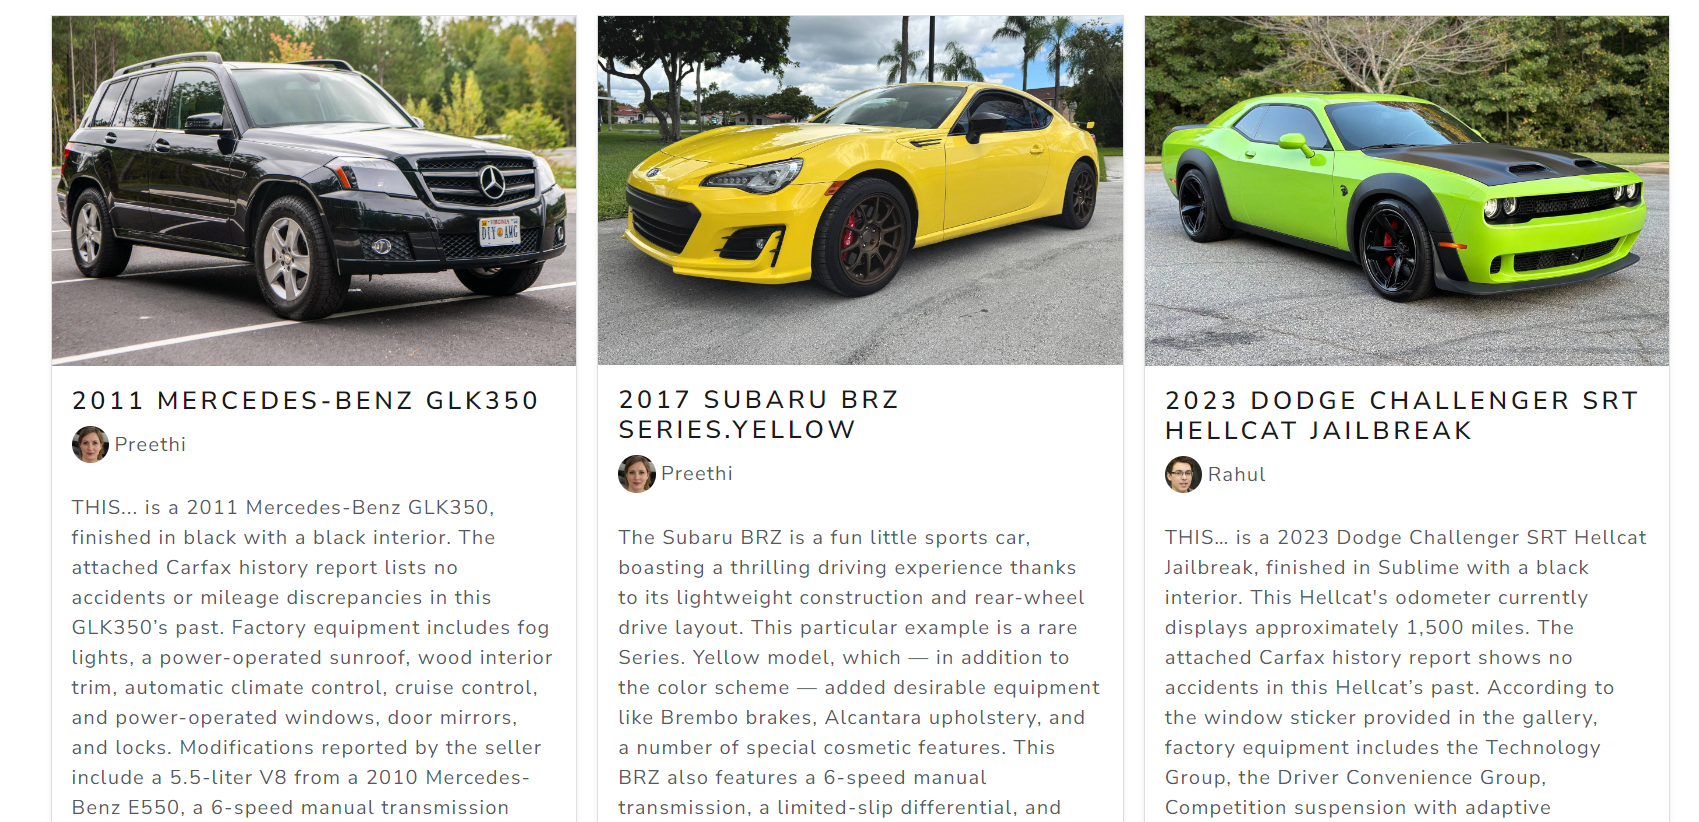 DIY AMG
2011 MERCEDES-BENZ GLK350
Preethi
THIS... is a 2011 Mercedes-Benz GLK350,
finished in black with a black interior. The
attached Carfax history report lists no
accidents or mileage discrepancies in this
GLK350’s past. Factory equipment includes fog
lights, a power-operated sunroof, wood interior
trim, automatic climate control, cruise control,
and power-operated windows, door mirrors,
and locks. Modifications reported by the seller
include a 5.5-liter V8 from a 2010 Mercedes-
Benz E550, a 6-speed manual transmission
2017 SUBARU BRZ
SERIES.YELLOW
Preethi
The Subaru BRZ is a fun little sports car,
boasting a thrilling driving experience thanks
to its lightweight construction and rear-wheel
drive layout. This particular example is a rare
Series. Yellow model, which — in addition to
the color scheme — added desirable equipment
like Brembo brakes, Alcantara upholstery, and
a number of special cosmetic features. This
BRZ also features a 6-speed manual
transmission, a limited-slip differential, and
2023 DODGE CHALLENGER SRT
HELLCAT JAILBREAK
Rahul
THIS… is a 2023 Dodge Challenger SRT Hellcat
Jailbreak, finished in Sublime with a black
interior. This Hellcat's odometer currently
displays approximately 1,500 miles. The
attached Carfax history report shows no
accidents in this Hellcat’s past. According to
the window sticker provided in the gallery,
factory equipment includes the Technology
Group, the Driver Convenience Group,
Competition suspension with adaptive